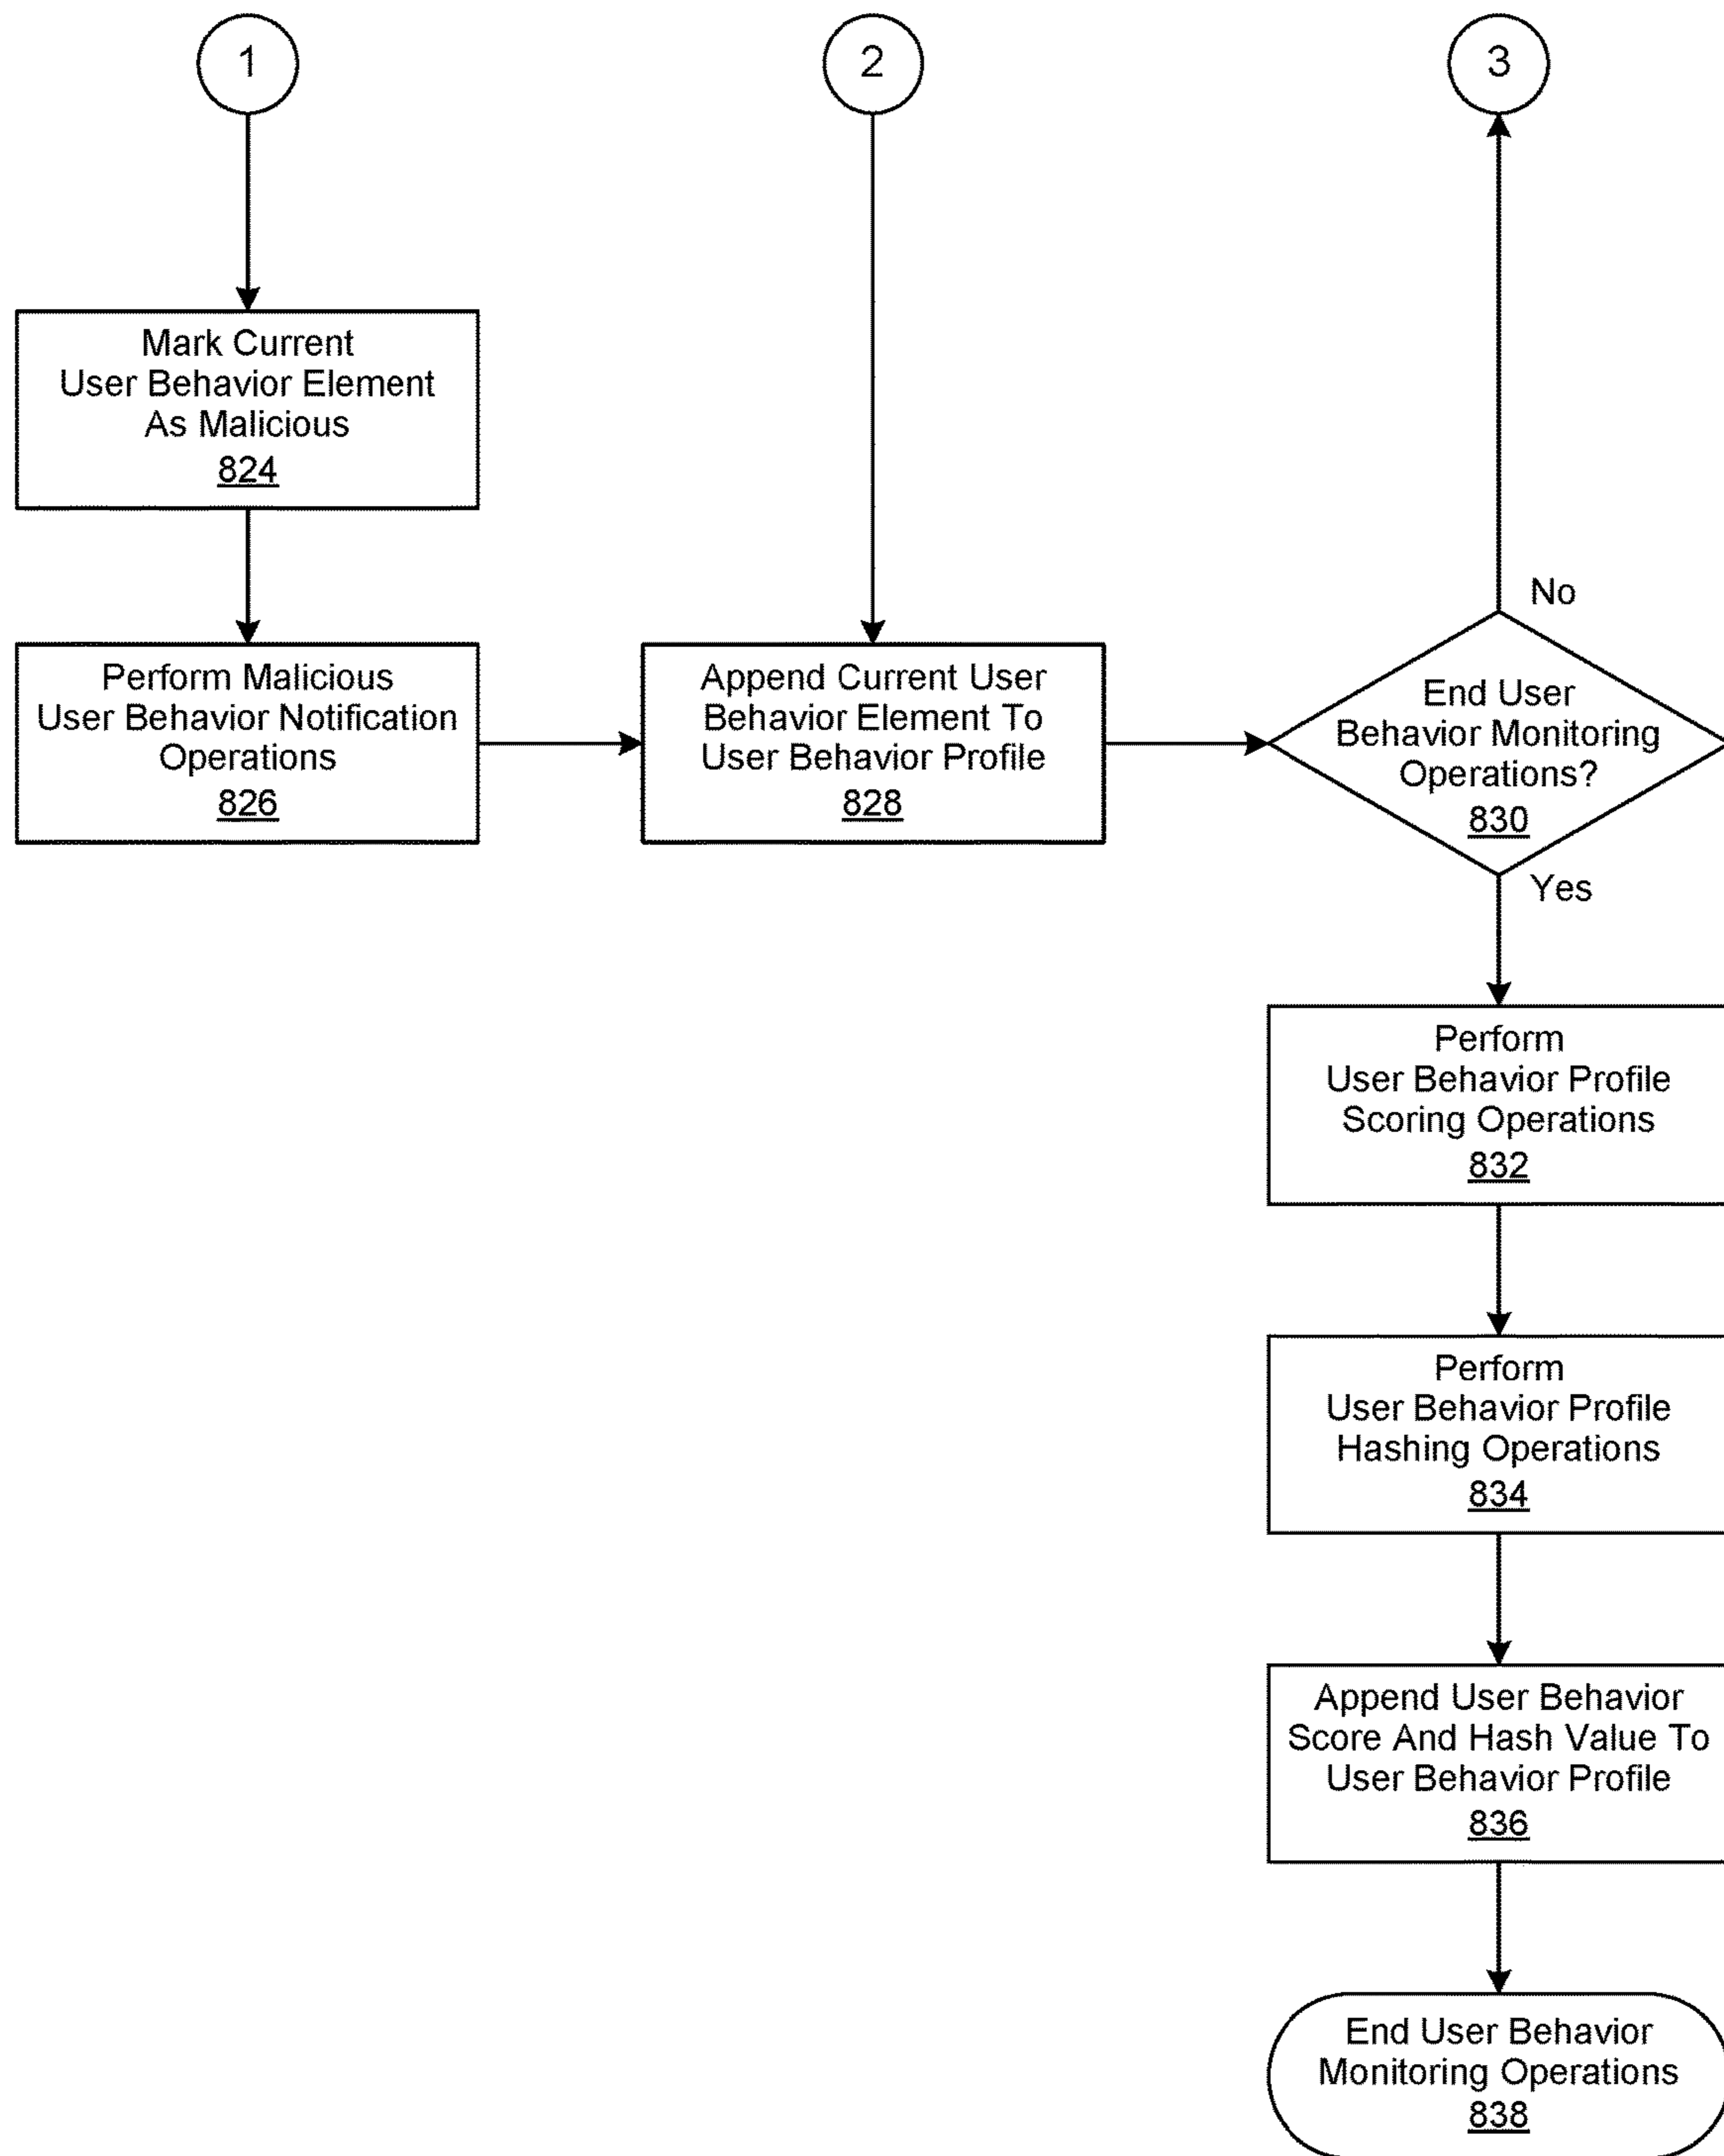 1
2
3
Mark Current
User Behavior Element
As Malicious
824
No
Perform Malicious
User Behavior Notification
Operations
826
Append Current User
Behavior Element To
User Behavior Profile
828
End User
Behavior Monitoring
Operations?
830
Yes
Perform
User Behavior Profile
Scoring Operations
832
Perform
User Behavior Profile
Hashing Operations
834
Append User Behavior
Score And Hash Value To
User Behavior Profile
836
End User Behavior
Monitoring Operations
838